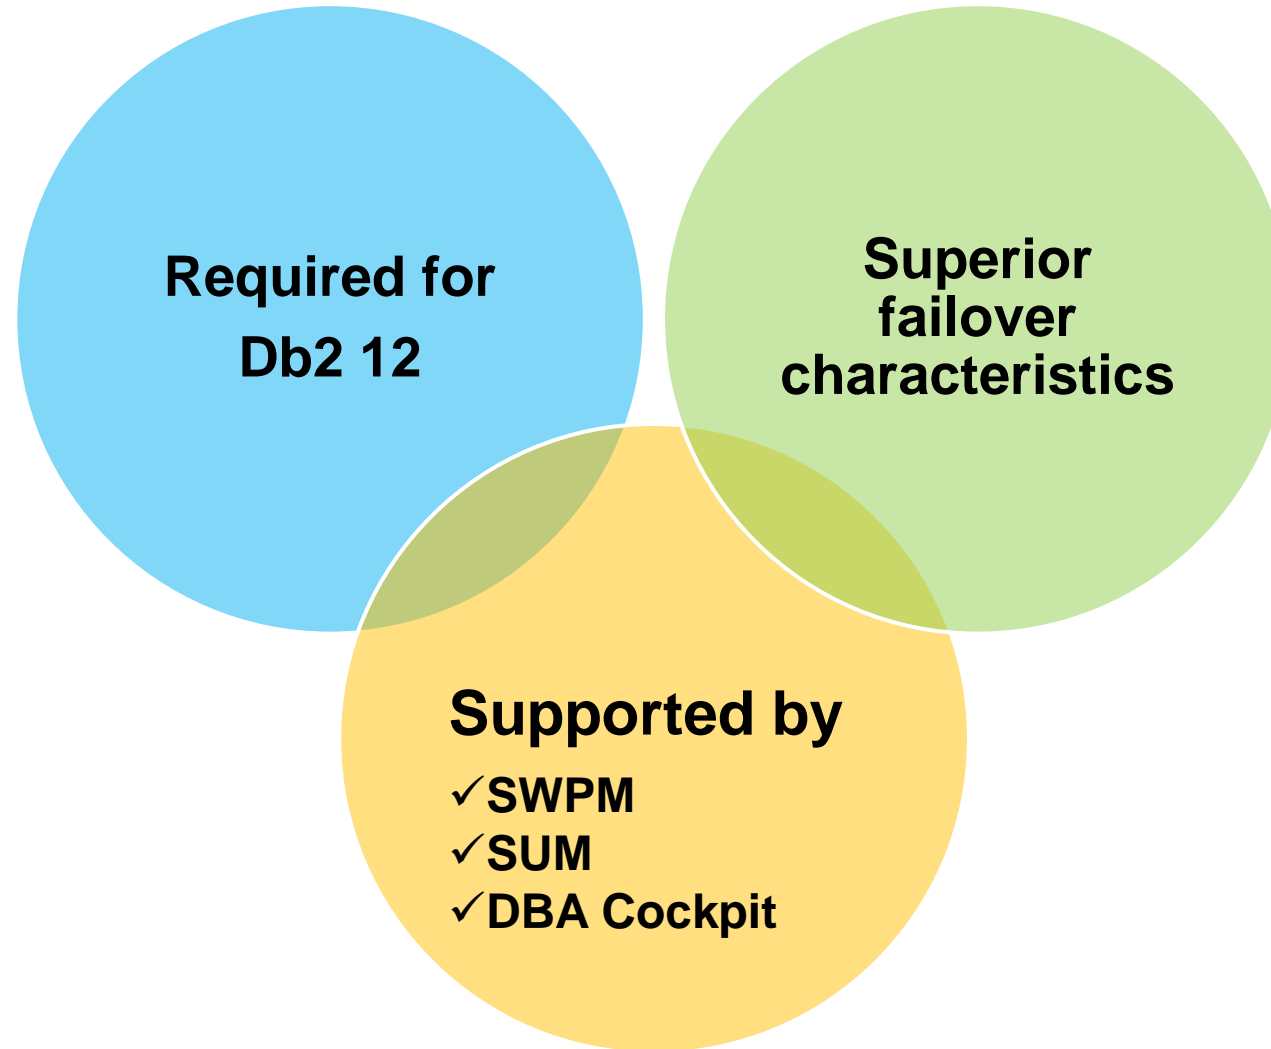 Required for
Db2 12
Superior
failover
characteristics
Supported by
✓SWPM
✓SUM
✓DBA Cockpit